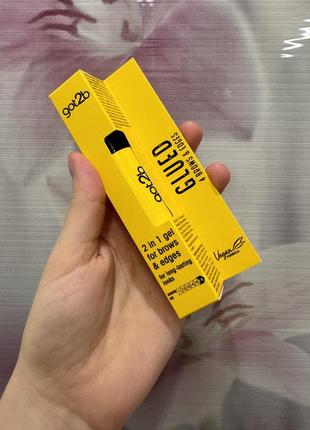 got2b
got2b
2 in 1 gel
for brows
& edges
for long-lasting
looks
GLUED
4 BROWS & EDGES
Vegan